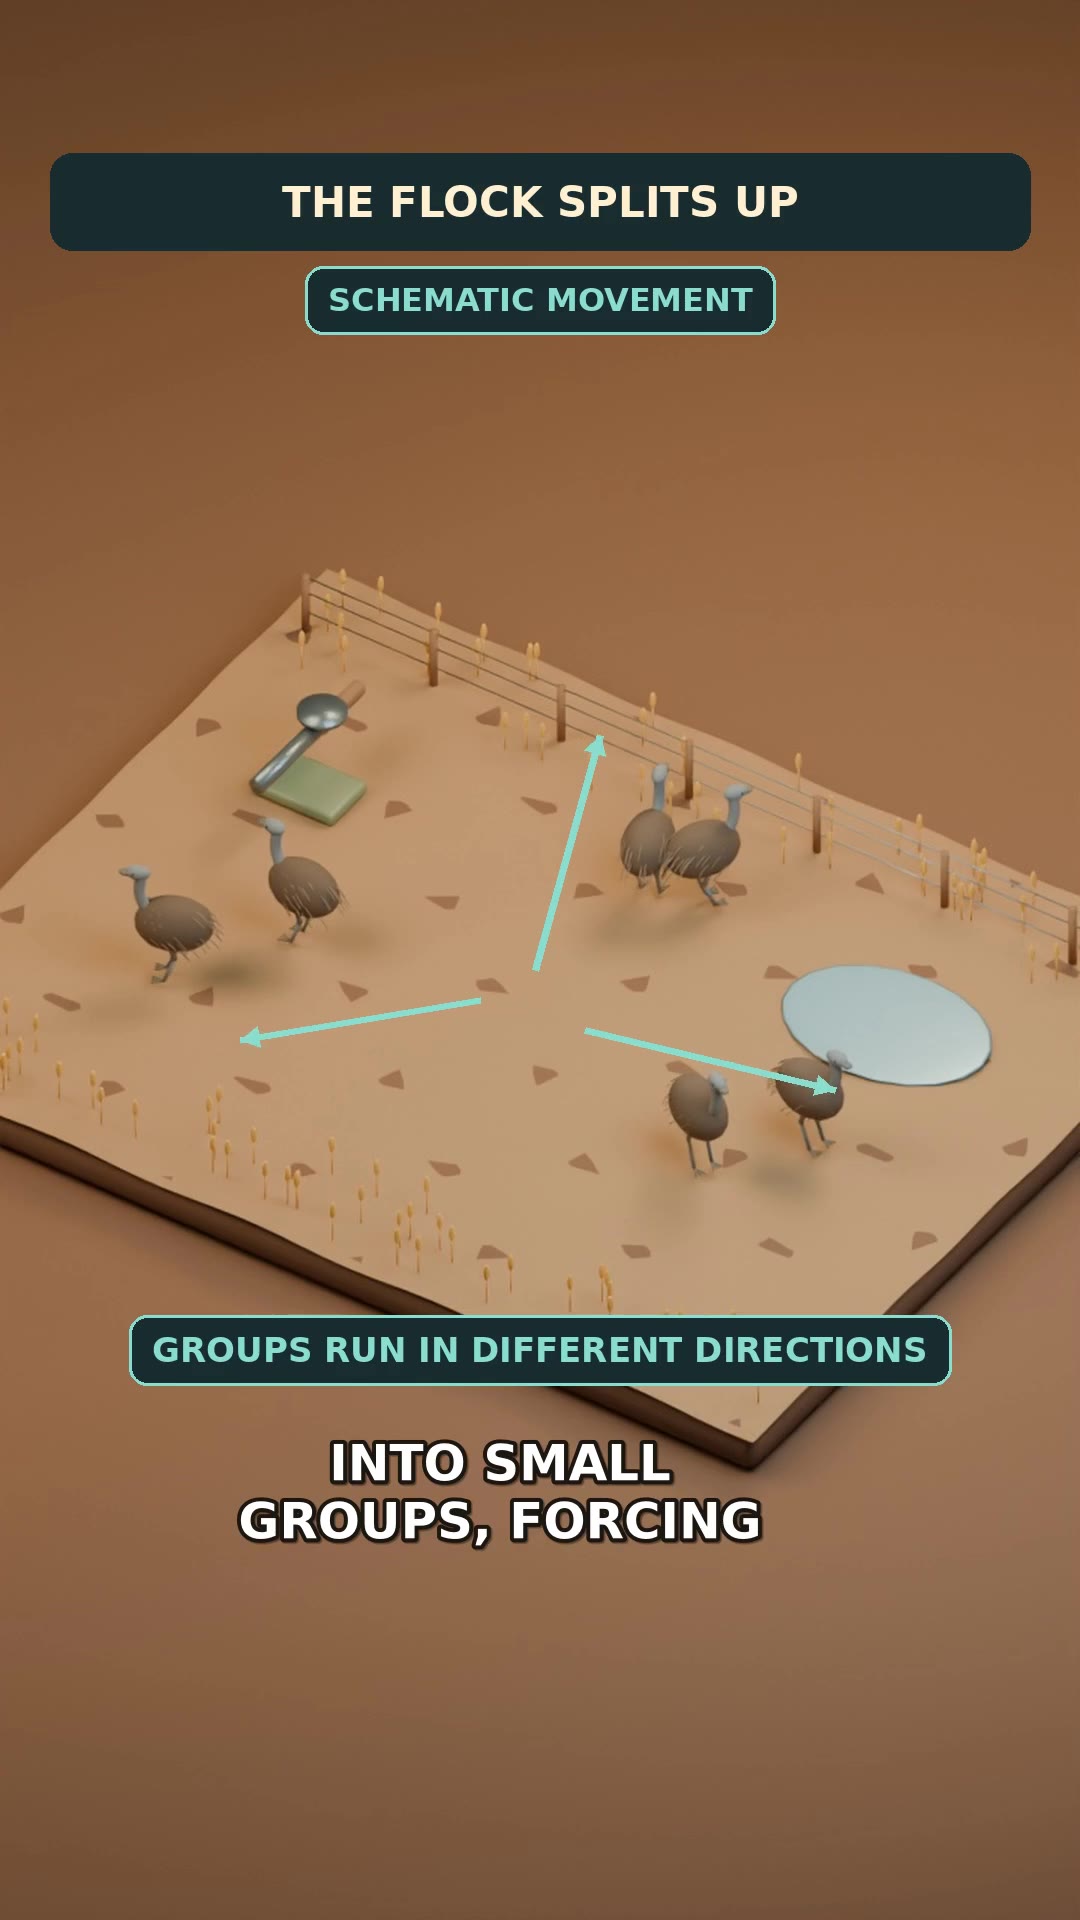 THE FLOCK SPLITS UP
SCHEMATIC MOVEMENT
GROUPS RUN IN DIFFERENT DIRECTIONS
INTO SMALL
GROUPS, FORCING